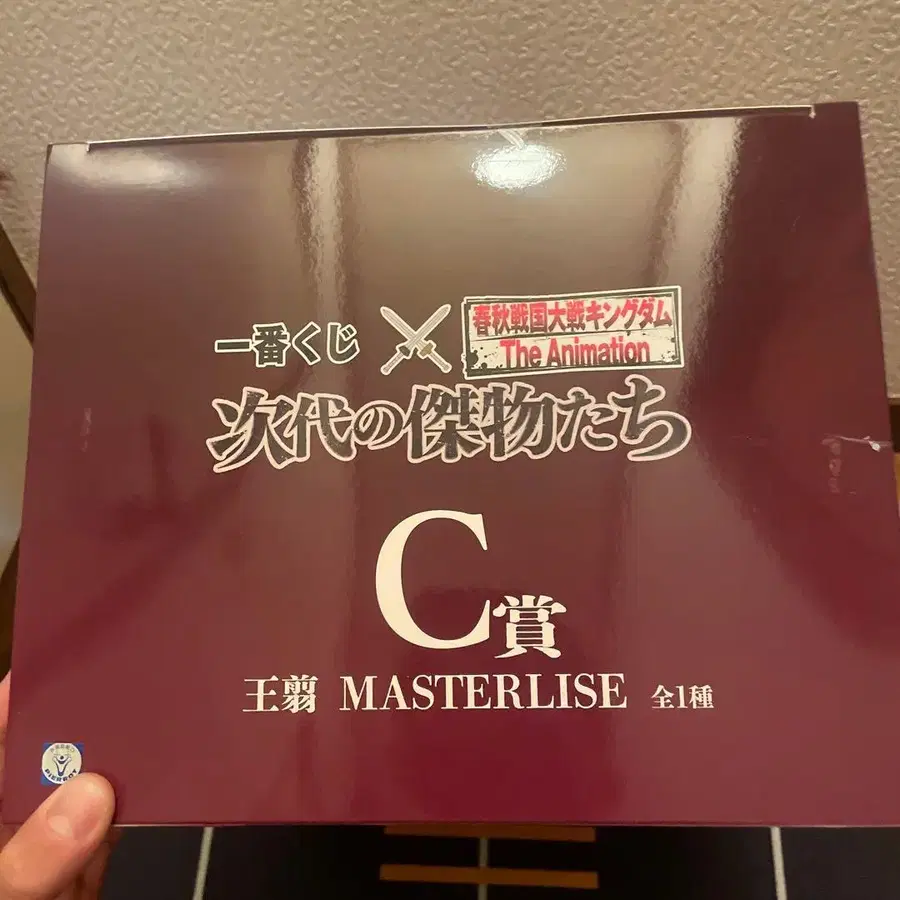 一番くじ
春秋戦国大戦キングダム
The Animation
次代の傑物たち
C賞
王翦 MASTERLISE 全1種
PIERROT